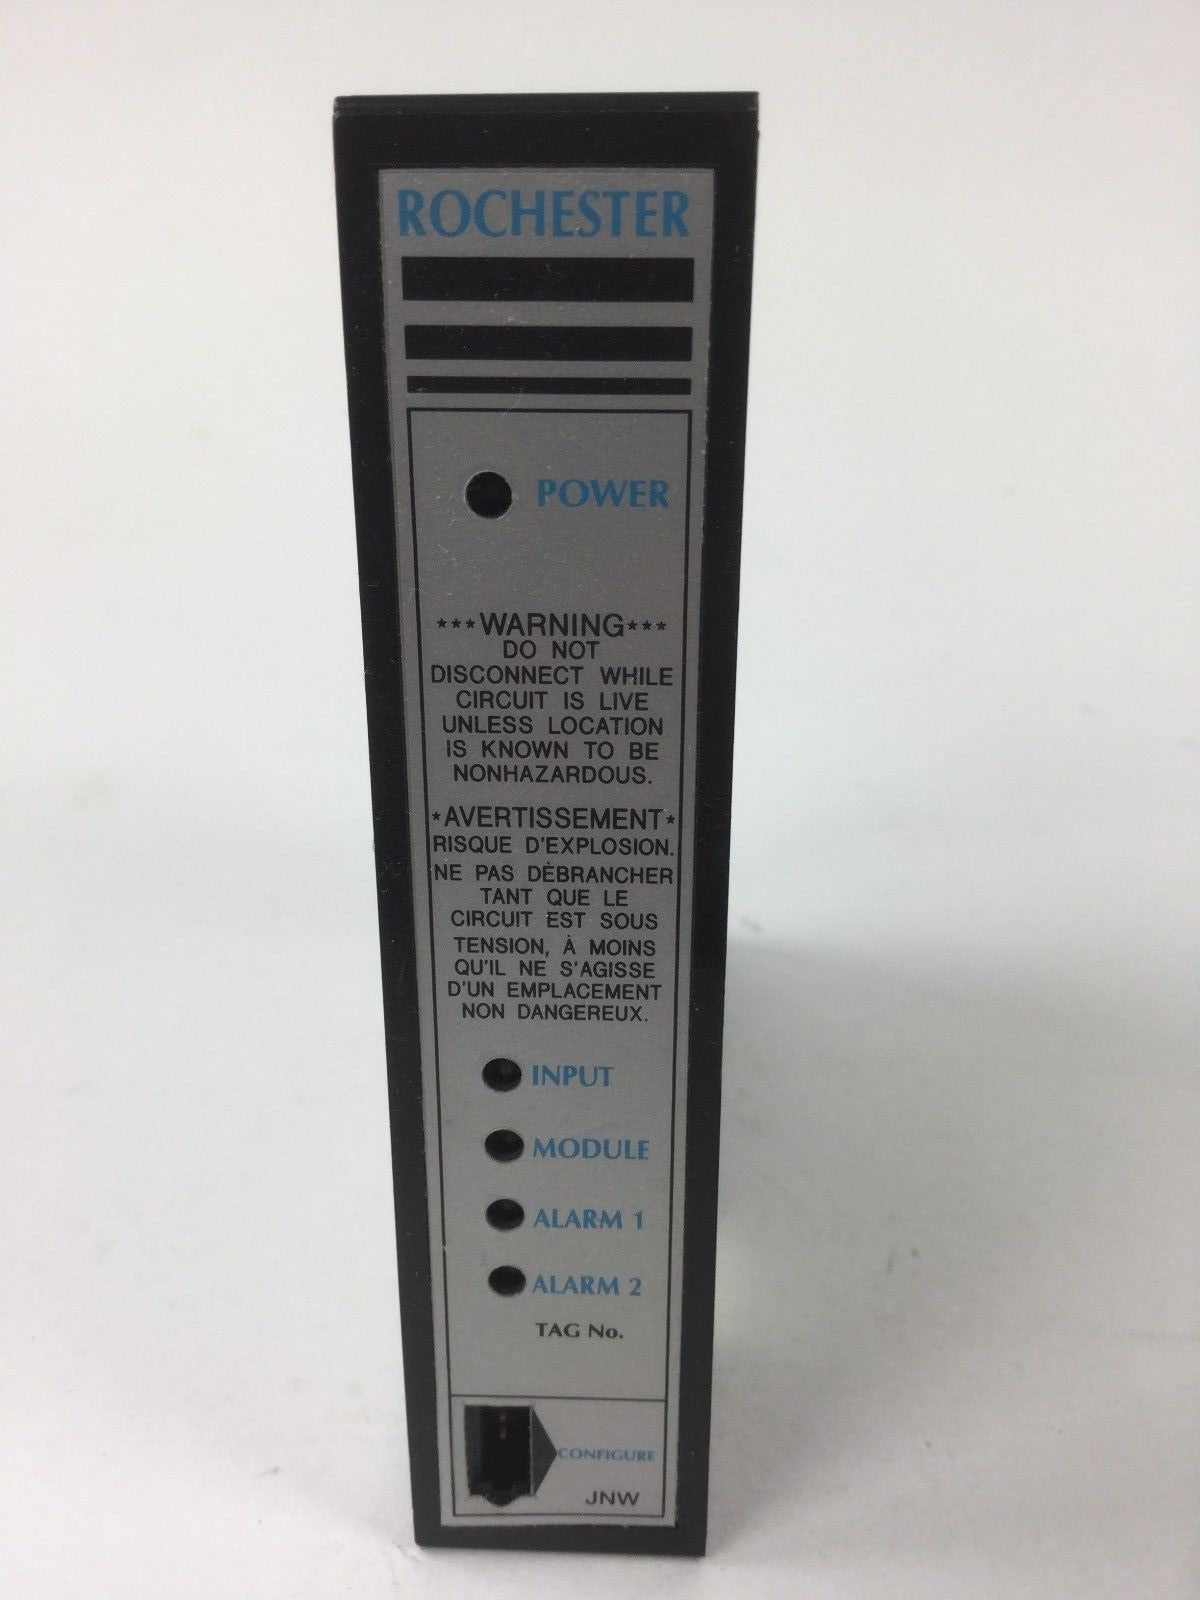 ROCHESTER
POWER
***WARNING***
DO NOT
DISCONNECT WHILE
CIRCUIT IS LIVE
UNLESS LOCATION
IS KNOWN TO BE
NONHAZARDOUS.
*AVERTISSEMENT*
RISQUE D'EXPLOSION.
NE PAS DÈBRANCHER
TANT QUE LE
CIRCUIT EST SOUS
TENSION, À MOINS
QU'IL NE S'AGISSE
D'UN EMPLACEMENT
NON DANGEREUX.
INPUT
MODULE
ALARM 1
ALARM 2
TAG No.
CONFIGURE
JNW